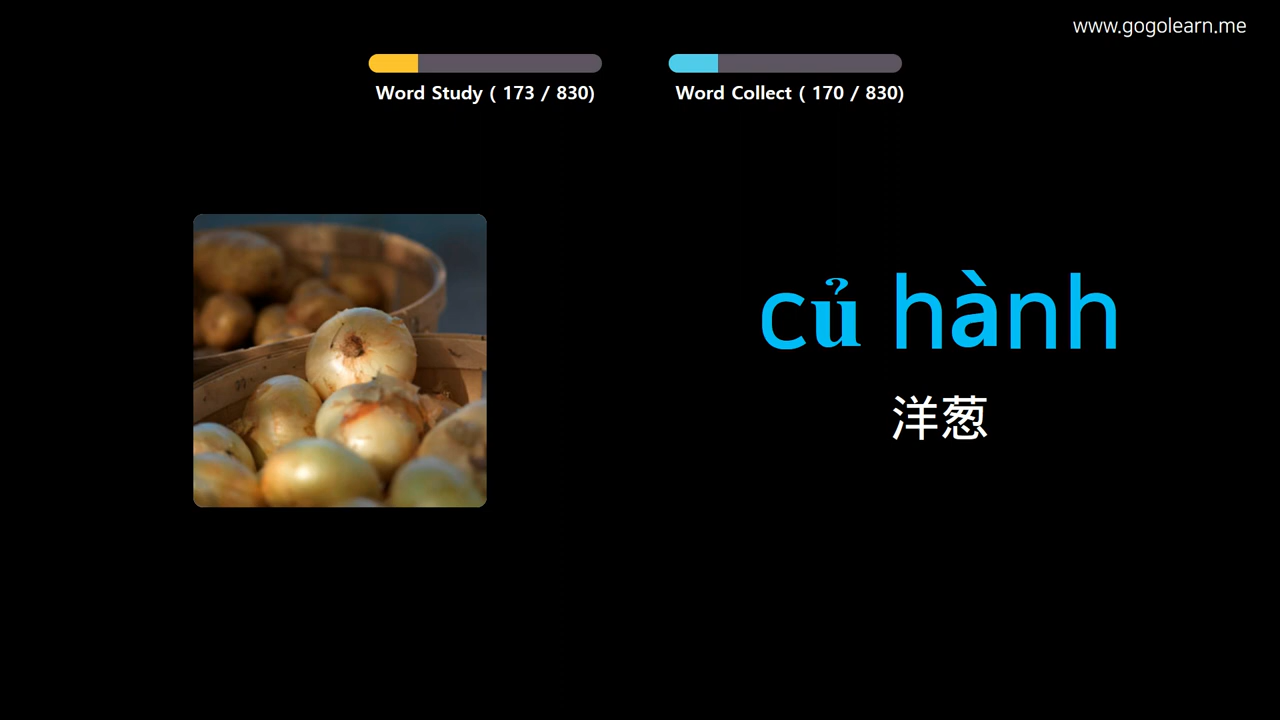 www.gogolearn.me
Word Study ( 173 / 830)
Word Collect ( 170 / 830)
củ hành
洋葱